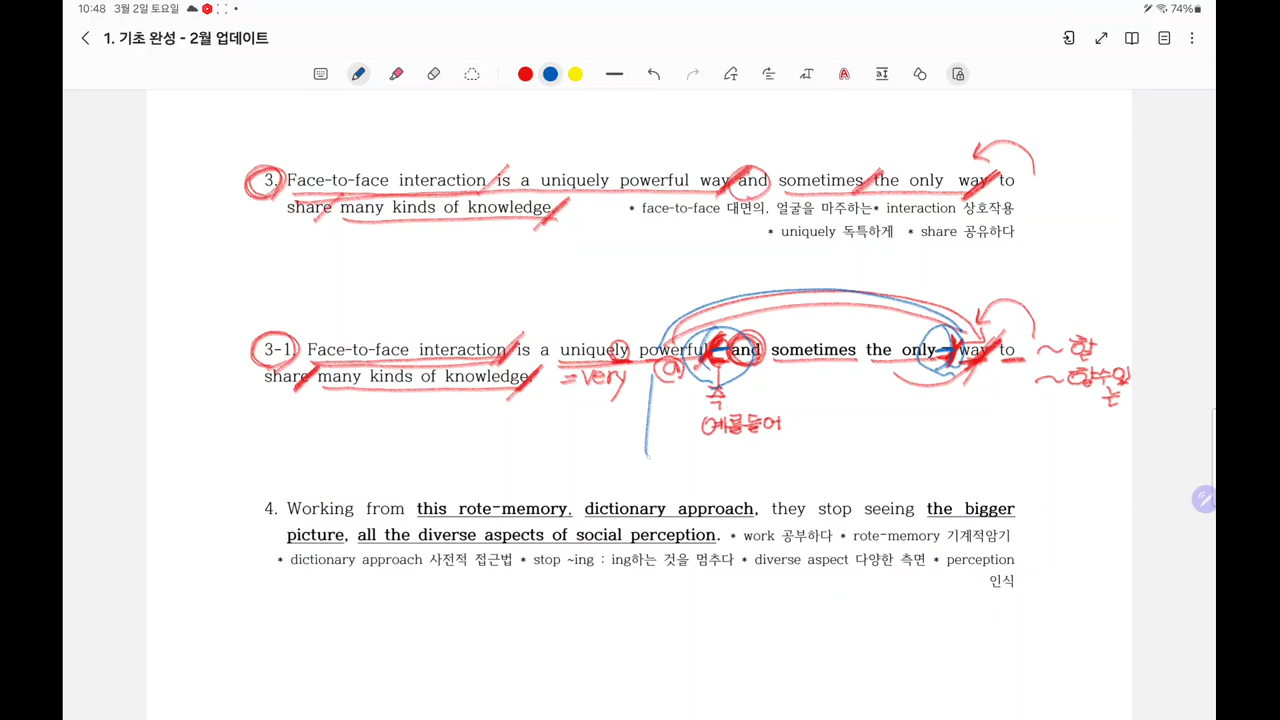 10:48 3월 2일 토요일
74%
1. 기초 완성 - 2월 업데이트
3. Face-to-face interaction is a uniquely powerful way and sometimes the only way to
share many kinds of knowledge. * face-to-face 대면의, 얼굴을 마주하는* interaction 상호작용
* uniquely 독특하게 * share 공유하다
3-1) Face-to-face interaction is a uniquely powerful - and sometimes the only - way to ~할
share many kinds of knowledge. =very (a) 즉 ~할수있는
(예를들어
4. Working from this rote-memory, dictionary approach, they stop seeing the bigger
picture, all the diverse aspects of social perception. * work 공부하다 * rote-memory 기계적암기
* dictionary approach 사전적 접근법 * stop ~ing : ing하는 것을 멈추다 * diverse aspect 다양한 측면 * perception
인식